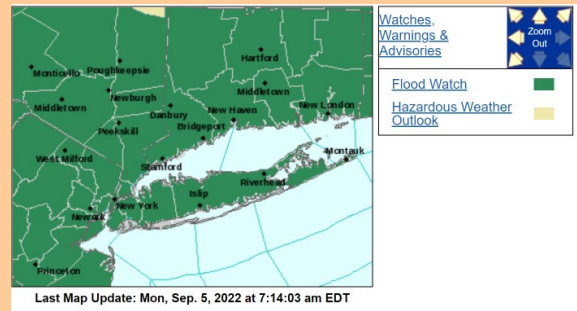 Watches,
Warnings &
Advisories
Zoom
Out
Flood Watch
Hazardous Weather
Outlook
Hartford
Monticello
Poughkeepsie
Middletown
Middletown
Newburgh
Danbury
New Haven
New London
Peekskill
Bridgeport
West Milford
Stamford
Montauk
Riverhead
Islip
New York
Newark
Princeton
Last Map Update: Mon, Sep. 5, 2022 at 7:14:03 am EDT